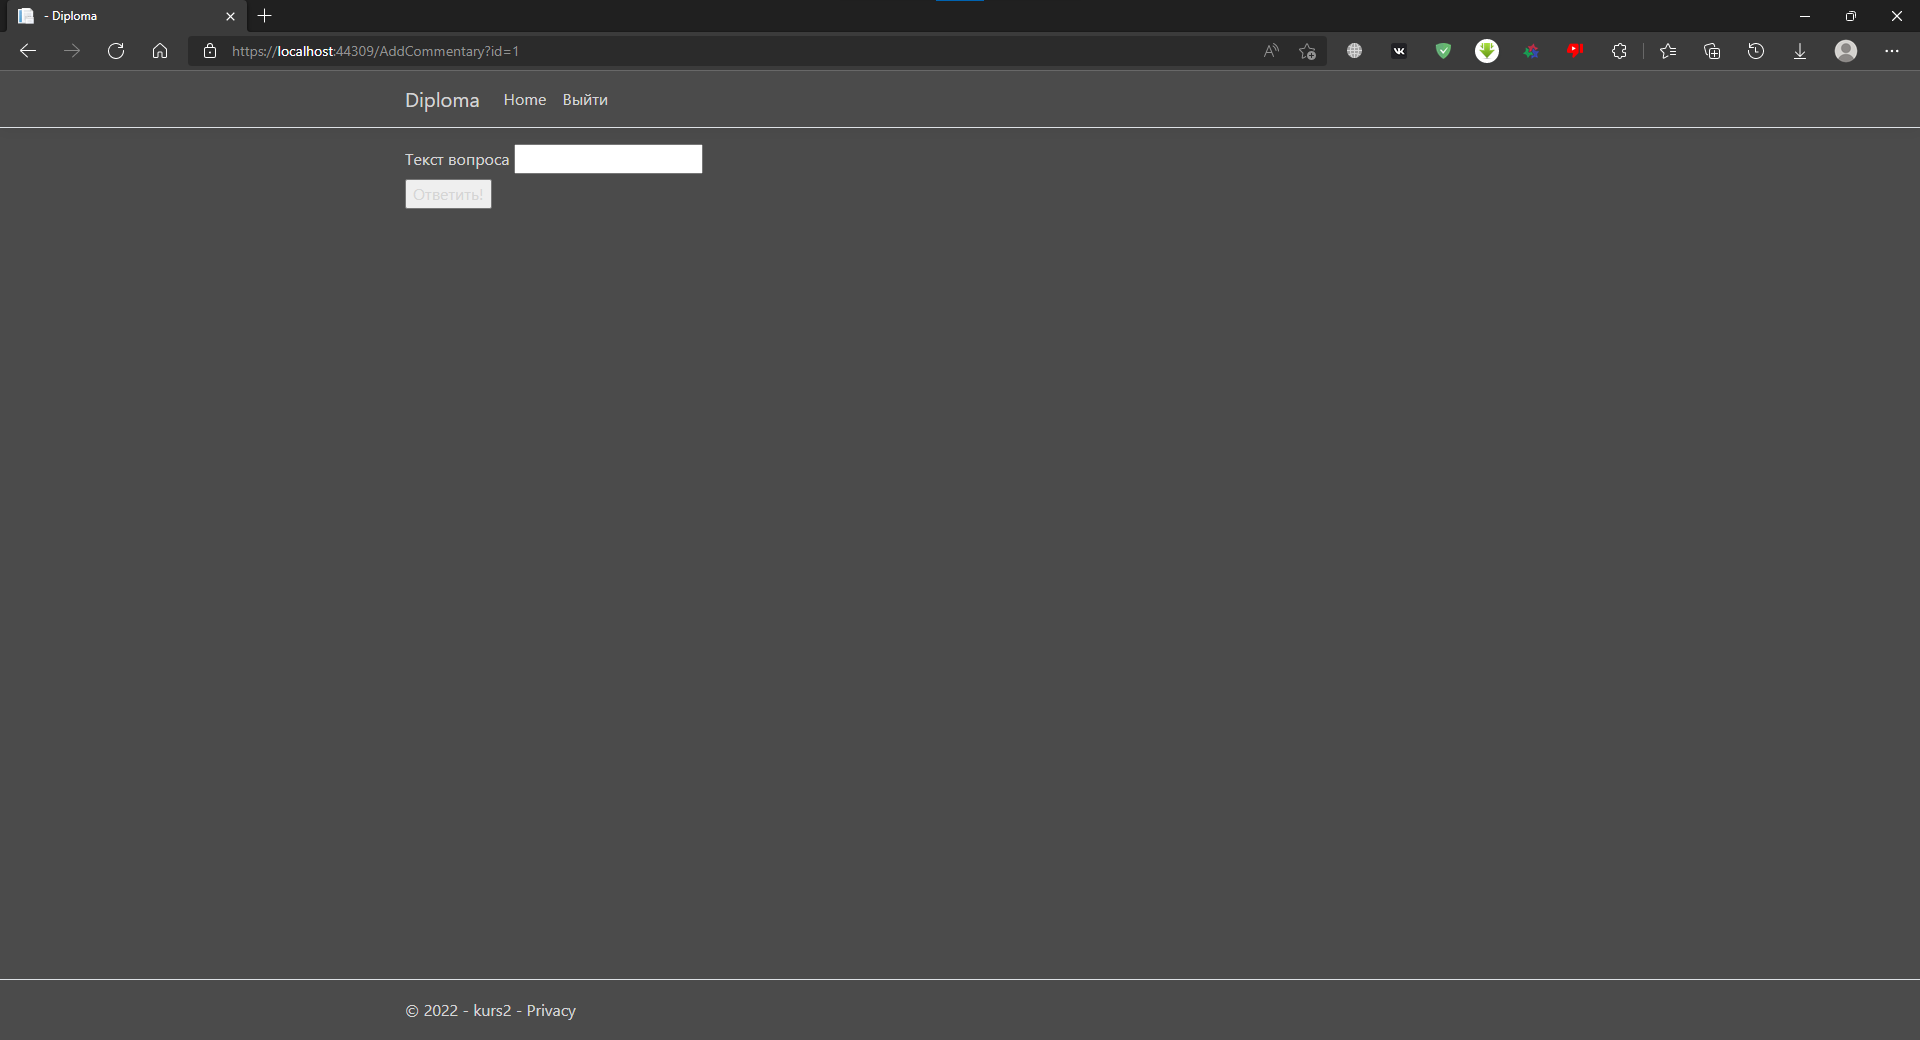 - Diploma
https://localhost:44309/AddCommentary?id=1
Diploma Home Выйти
Текст вопроса
Ответить!
© 2022 - kurs2 - Privacy